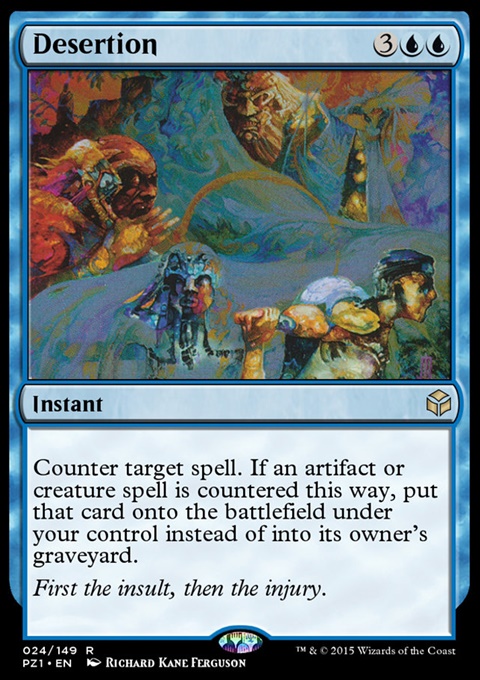 Desertion
3
Instant
Counter target spell. If an artifact or
creature spell is countered this way, put
that card onto the battlefield under
your control instead of into its owner's
graveyard.
First the insult, then the injury.
024/149 R
PZ1 • EN Richard Kane Ferguson
™ & © 2015 Wizards of the Coast